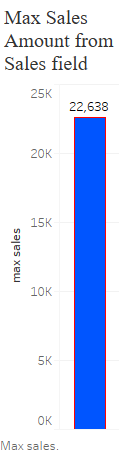 Max Sales
Amount from
Sales field
25K
22,638
20K
15K
10K
5K
0K
max sales
Max sales.